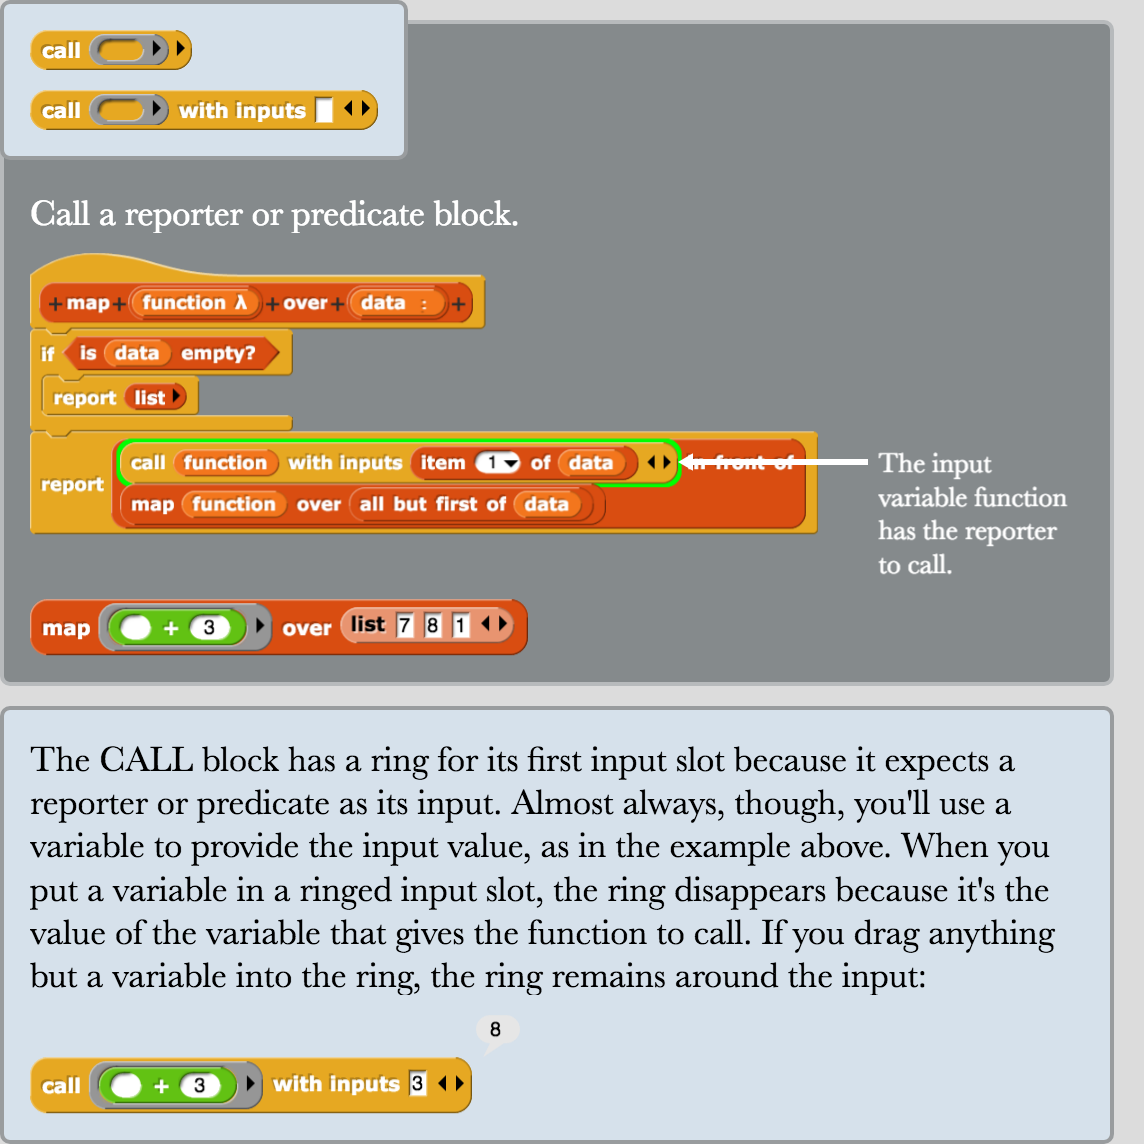 call
call with inputs
Call a reporter or predicate block.
+ map + function λ + over + data : +
if is data empty?
report list
report call function with inputs item 1 of data in front of
map function over all but first of data
The input
variable function
has the reporter
to call.
map + 3 over list 7 8 1
The CALL block has a ring for its first input slot because it expects a
reporter or predicate as its input. Almost always, though, you'll use a
variable to provide the input value, as in the example above. When you
put a variable in a ringed input slot, the ring disappears because it's the
value of the variable that gives the function to call. If you drag anything
but a variable into the ring, the ring remains around the input:
8
call + 3 with inputs 3